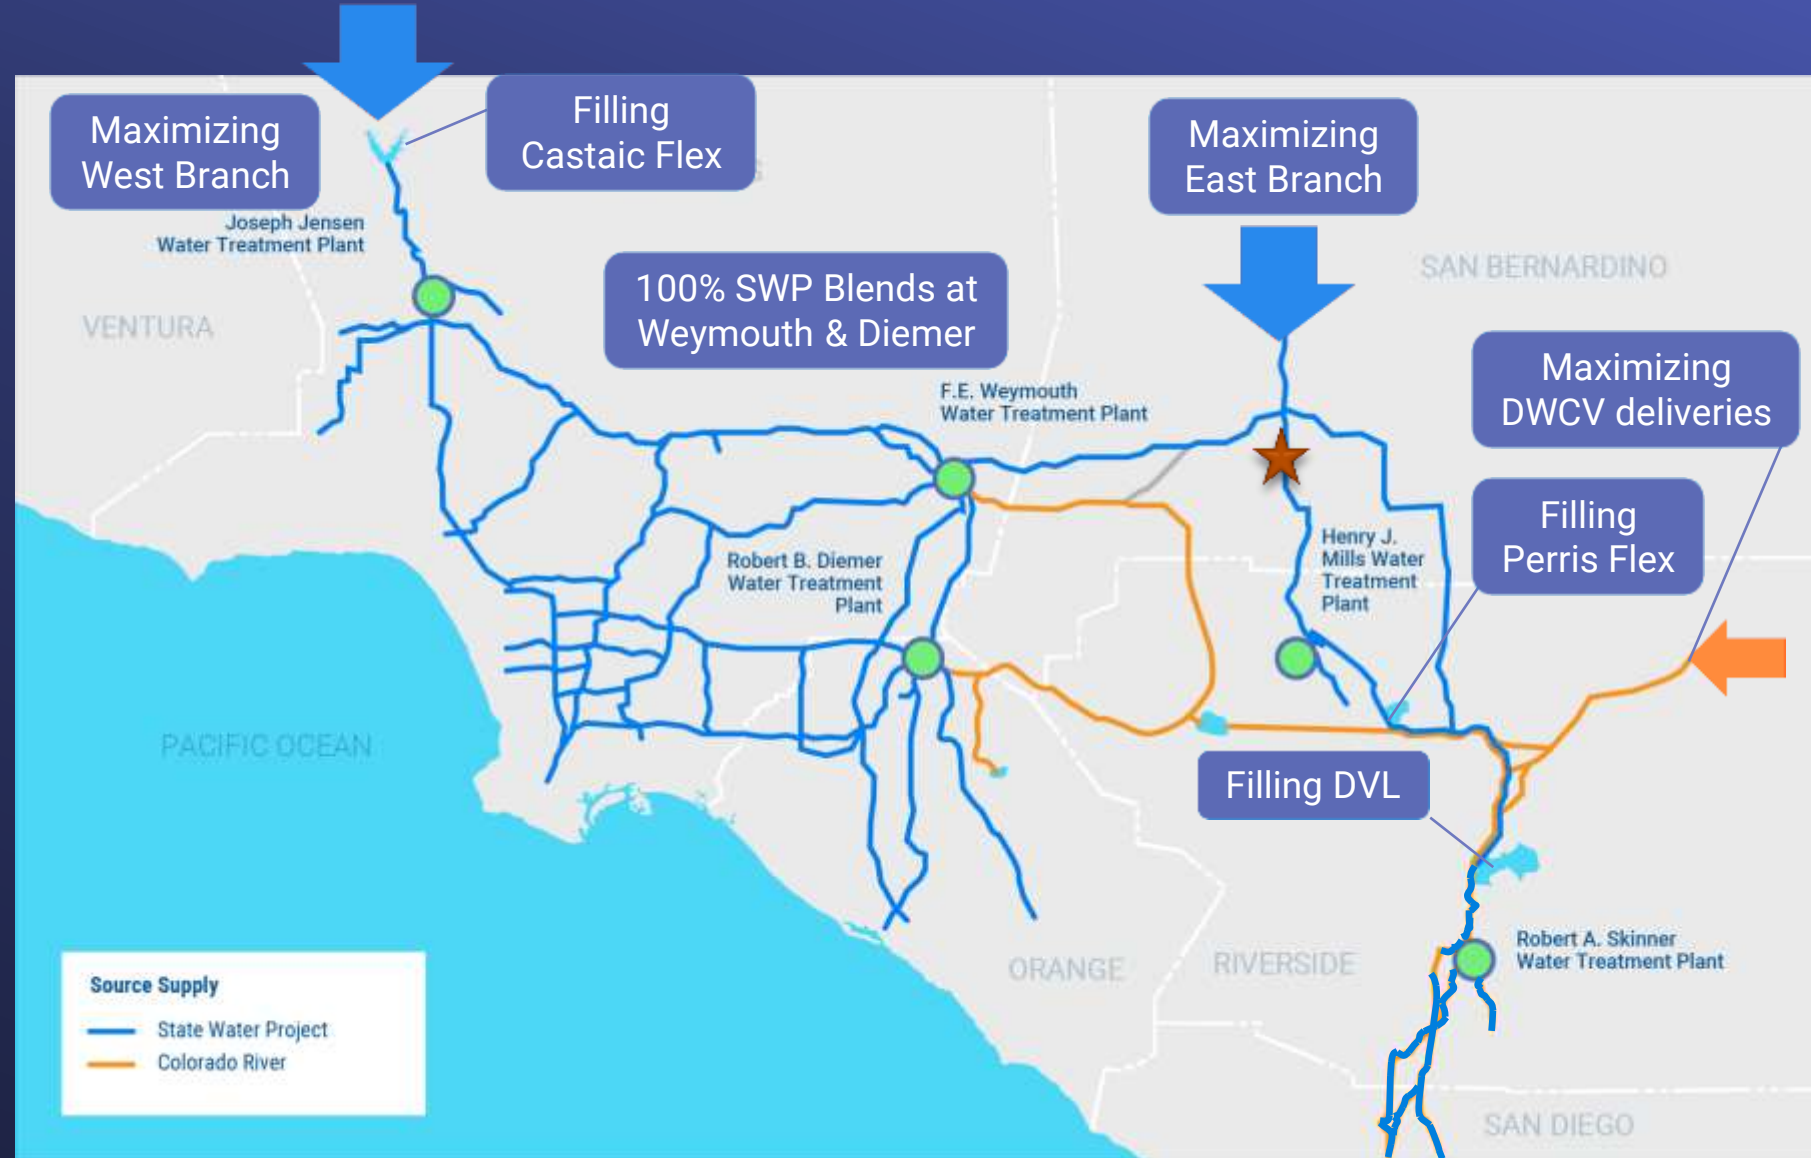 Maximizing
West Branch
Filling
Castaic Flex
Maximizing
East Branch
Joseph Jensen
Water Treatment Plant
100% SWP Blends at
Weymouth & Diemer
SAN BERNARDINO
VENTURA
Maximizing
DWCV deliveries
F.E. Weymouth
Water Treatment Plant
Filling
Perris Flex
Henry J.
Mills Water
Treatment
Plant
Robert B. Diemer
Water Treatment
Plant
PACIFIC OCEAN
Filling DVL
Robert A. Skinner
Water Treatment Plant
ORANGE
RIVERSIDE
Source Supply
State Water Project
Colorado River
SAN DIEGO